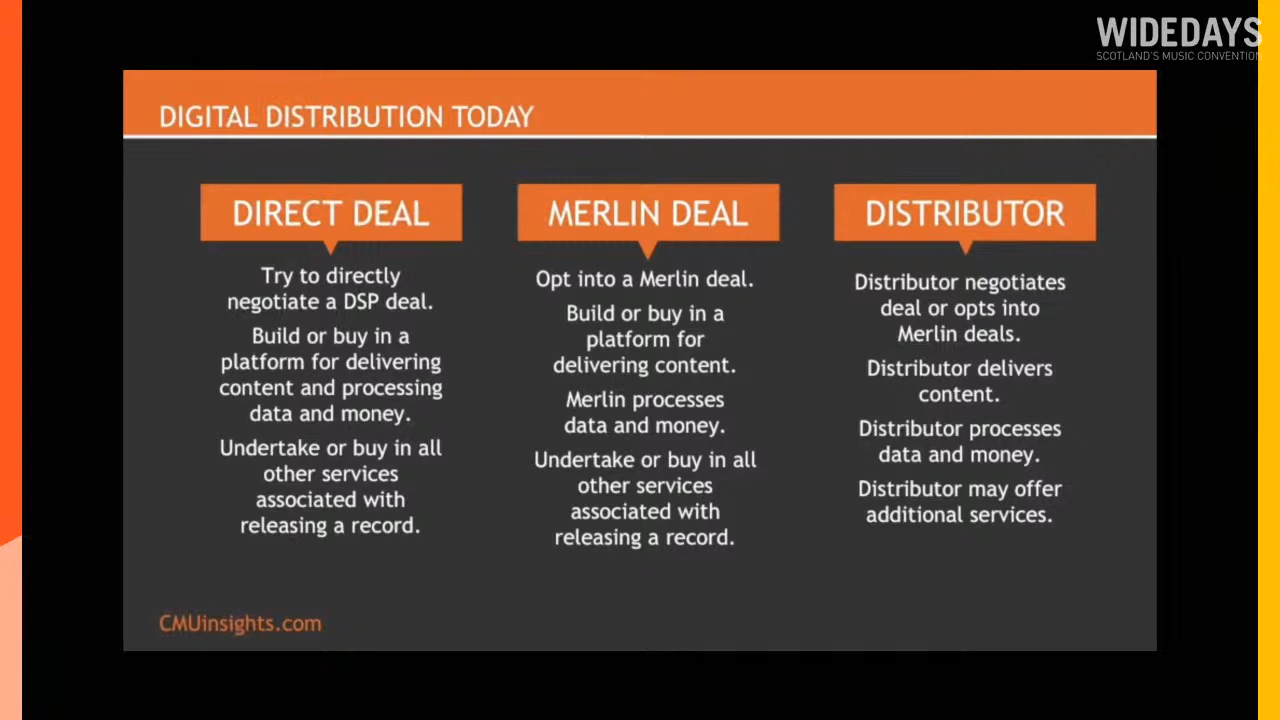 WIDEDAYS
SCOTLAND'S MUSIC CONVENTION
DIGITAL DISTRIBUTION TODAY
DIRECT DEAL
Try to directly
negotiate a DSP deal.
Build or buy in a
platform for delivering
content and processing
data and money.
Undertake or buy in all
other services
associated with
releasing a record.
MERLIN DEAL
Opt into a Merlin deal.
Build or buy in a
platform for
delivering content.
Merlin processes
data and money.
Undertake or buy in all
other services
associated with
releasing a record.
DISTRIBUTOR
Distributor negotiates
deal or opts into
Merlin deals.
Distributor delivers
content.
Distributor processes
data and money.
Distributor may offer
additional services.
CMUinsights.com